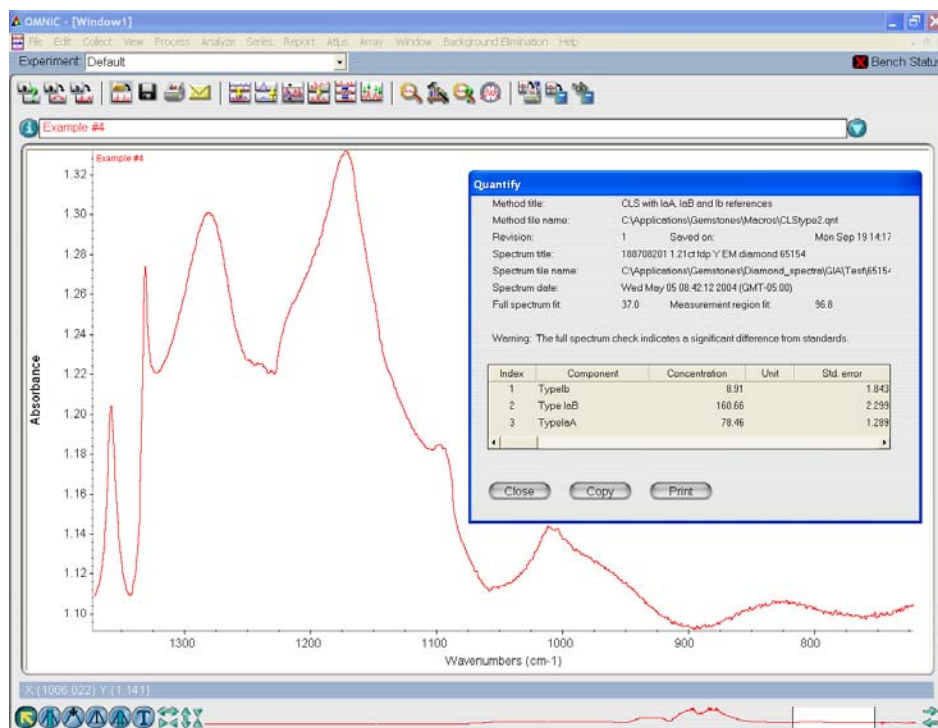 OMNIC - [Window1]
File Edit Collect View Process Analyze Series Report Atlµs Array Window Background Elimination Help
Experiment: Default
Bench Status
Example #4
Example #4
1.32
1.30
1.28
1.26
1.24
1.22
1.20
1.18
1.16
1.14
1.12
1.10
Absorbance
1300 1200 1100 1000 900 800
Wavenumbers (cm-1)
Quantify
Method title: CLS with IaA, IaB and Ib references
Method file name: C:\Applications\Gemstones\Macros\CLStype2.qnt
Revision: 1 Saved on: Mon Sep 19 14:17
Spectrum title: 188708201 1.21ct fdp Y EM diamond 65154
Spectrum file name: C:\Applications\Gemstones\Diamond_spectra\GIA\Test\6515
Spectrum date: Wed May 05 08:42:12 2004 (GMT-05:00)
Full spectrum fit: 37.0 Measurement region fit: 96.8
Warning: The full spectrum check indicates a significant difference from standards.
Index Component Concentration Unit Std. error
1 TypeIb 8.91 1.843
2 Type IaB 160.66 2.299
3 TypeIaA 78.46 1.289
Close Copy Print
X:(1006.022) Y:(1.141)
T